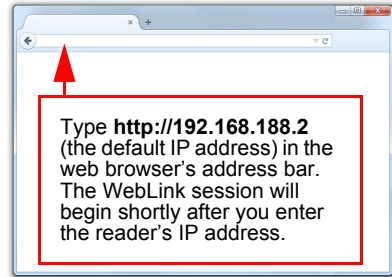 Type http://192.168.188.2
(the default IP address) in the
web browser's address bar.
The WebLink session will
begin shortly after you enter
the reader's IP address.